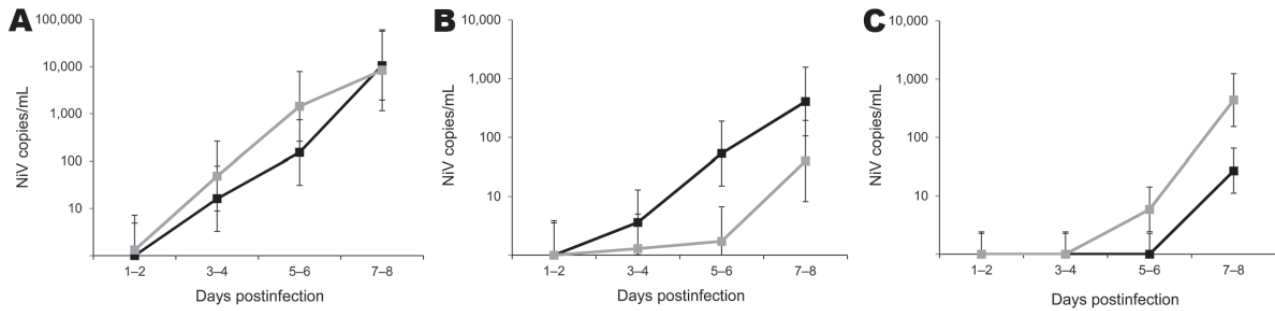 A
NiV copies/mL
100,000
10,000
1,000
100
10
1–2
3–4
5–6
7–8
Days postinfection
B
NiV copies/mL
10,000
1,000
100
10
1–2
3–4
5–6
7–8
Days postinfection
C
NiV copies/mL
10,000
1,000
100
10
1–2
3–4
5–6
7–8
Days postinfection